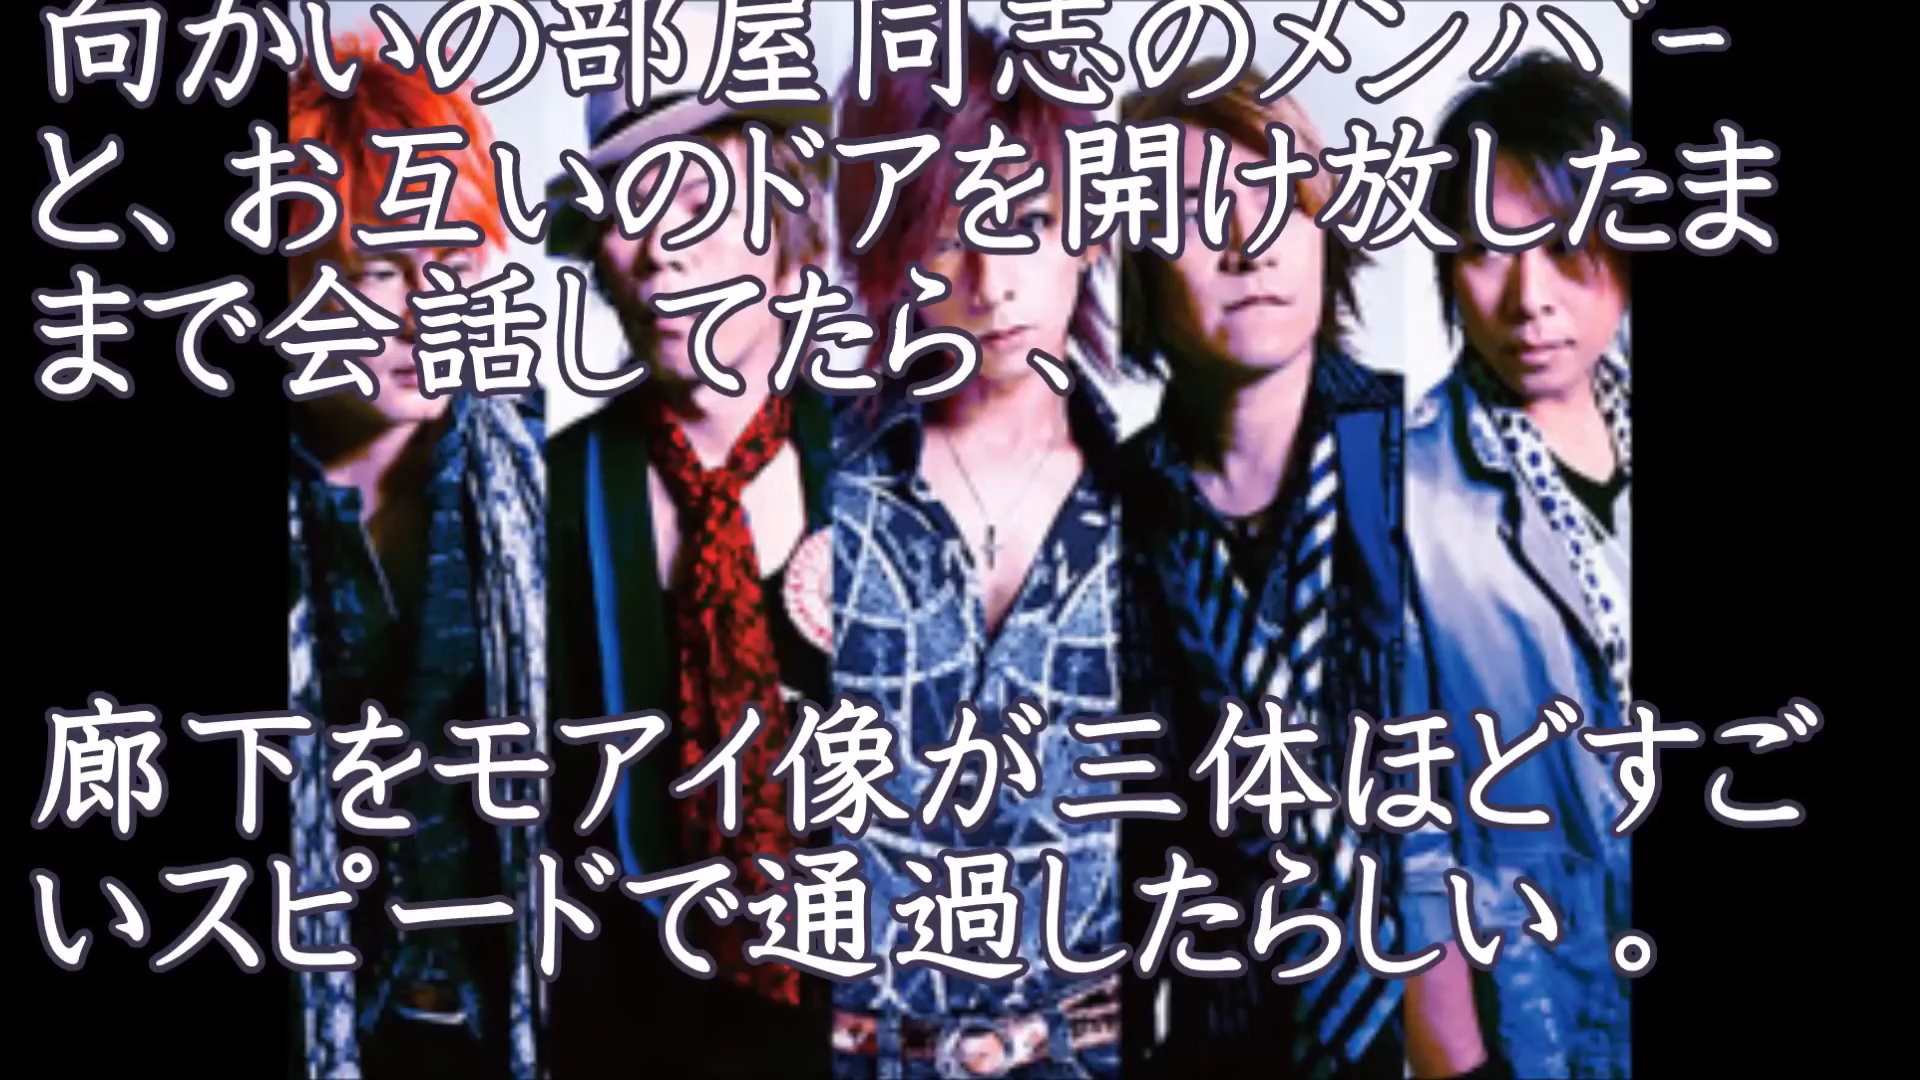 向かいの部屋同志のメンバー
と、お互いのドアを開け放したま
まで会話してたら、
廊下をモアイ像が三体ほどすご
いスピードで通過したらしい。